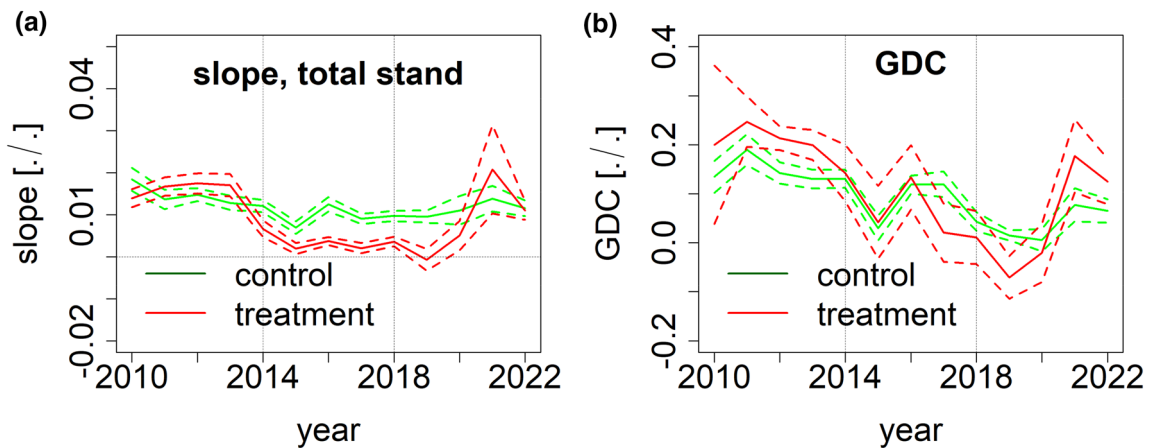 (a)
slope, total stand
slope [./.]
0.04
0.01
-0.02
control
treatment
2010 2014 2018 2022
year
(b)
GDC
GDC [./.]
0.4
0.2
0.0
-0.2
control
treatment
2010 2014 2018 2022
year